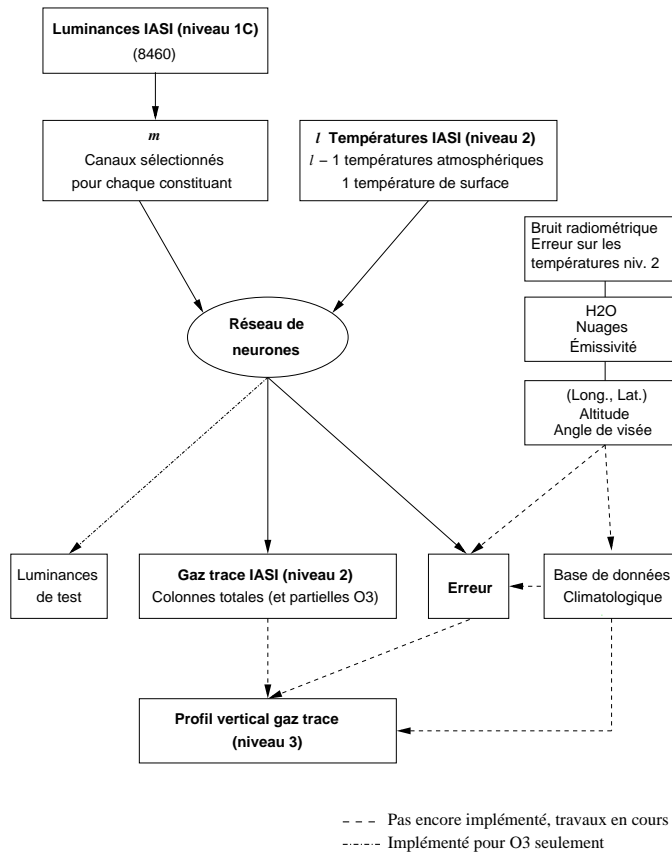 Luminances IASI (niveau 1C)
(8460)
m
Canaux sélectionnés
pour chaque constituant
l Températures IASI (niveau 2)
l − 1 températures atmosphériques
1 température de surface
Bruit radiométrique
Erreur sur les
températures niv. 2
H2O
Nuages
Émissivité
(Long., Lat.)
Altitude
Angle de visée
Réseau de
neurones
Luminances
de test
Gaz trace IASI (niveau 2)
Colonnes totales (et partielles O3)
Erreur
Base de données
Climatologique
Profil vertical gaz trace
(niveau 3)
Pas encore implémenté, travaux en cours
Implémenté pour O3 seulement